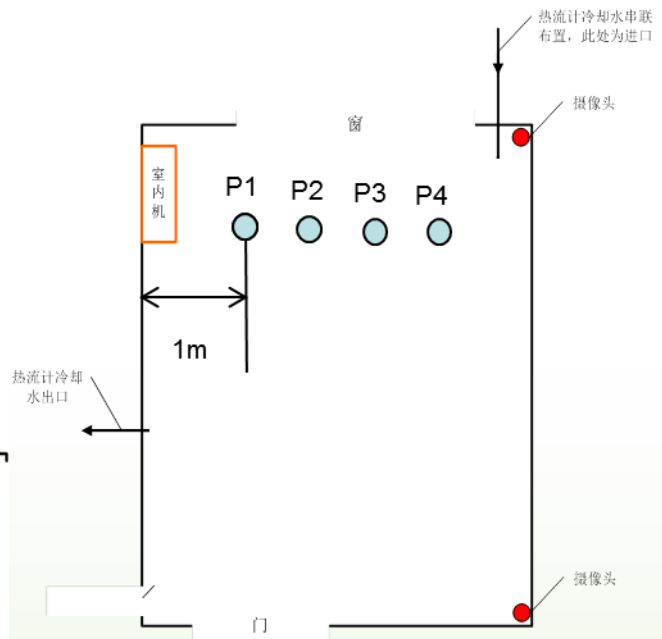 热流计冷却水串联
布置，此处为进口
摄像头
窗
室
内
机
P1
P2
P3
P4
1m
热流计冷却
水出口
摄像头
门